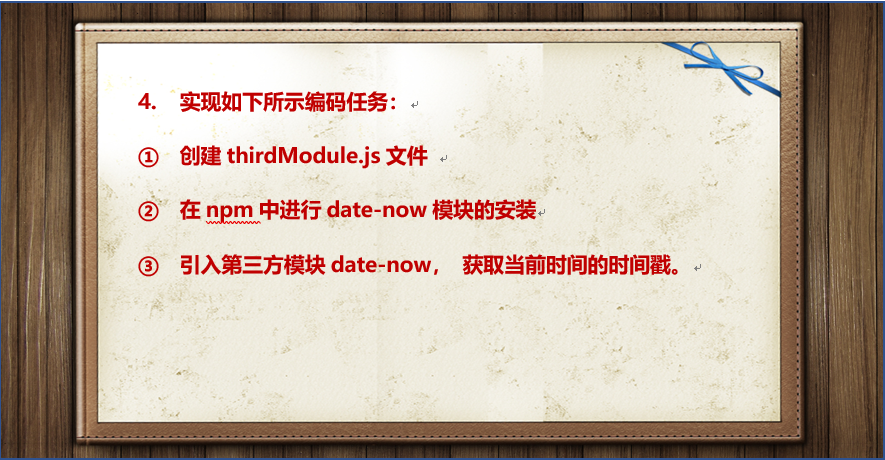 4. 实现如下所示编码任务：
① 创建 thirdModule.js 文件
② 在 npm 中进行 date-now 模块的安装
③ 引入第三方模块 date-now， 获取当前时间的时间戳。